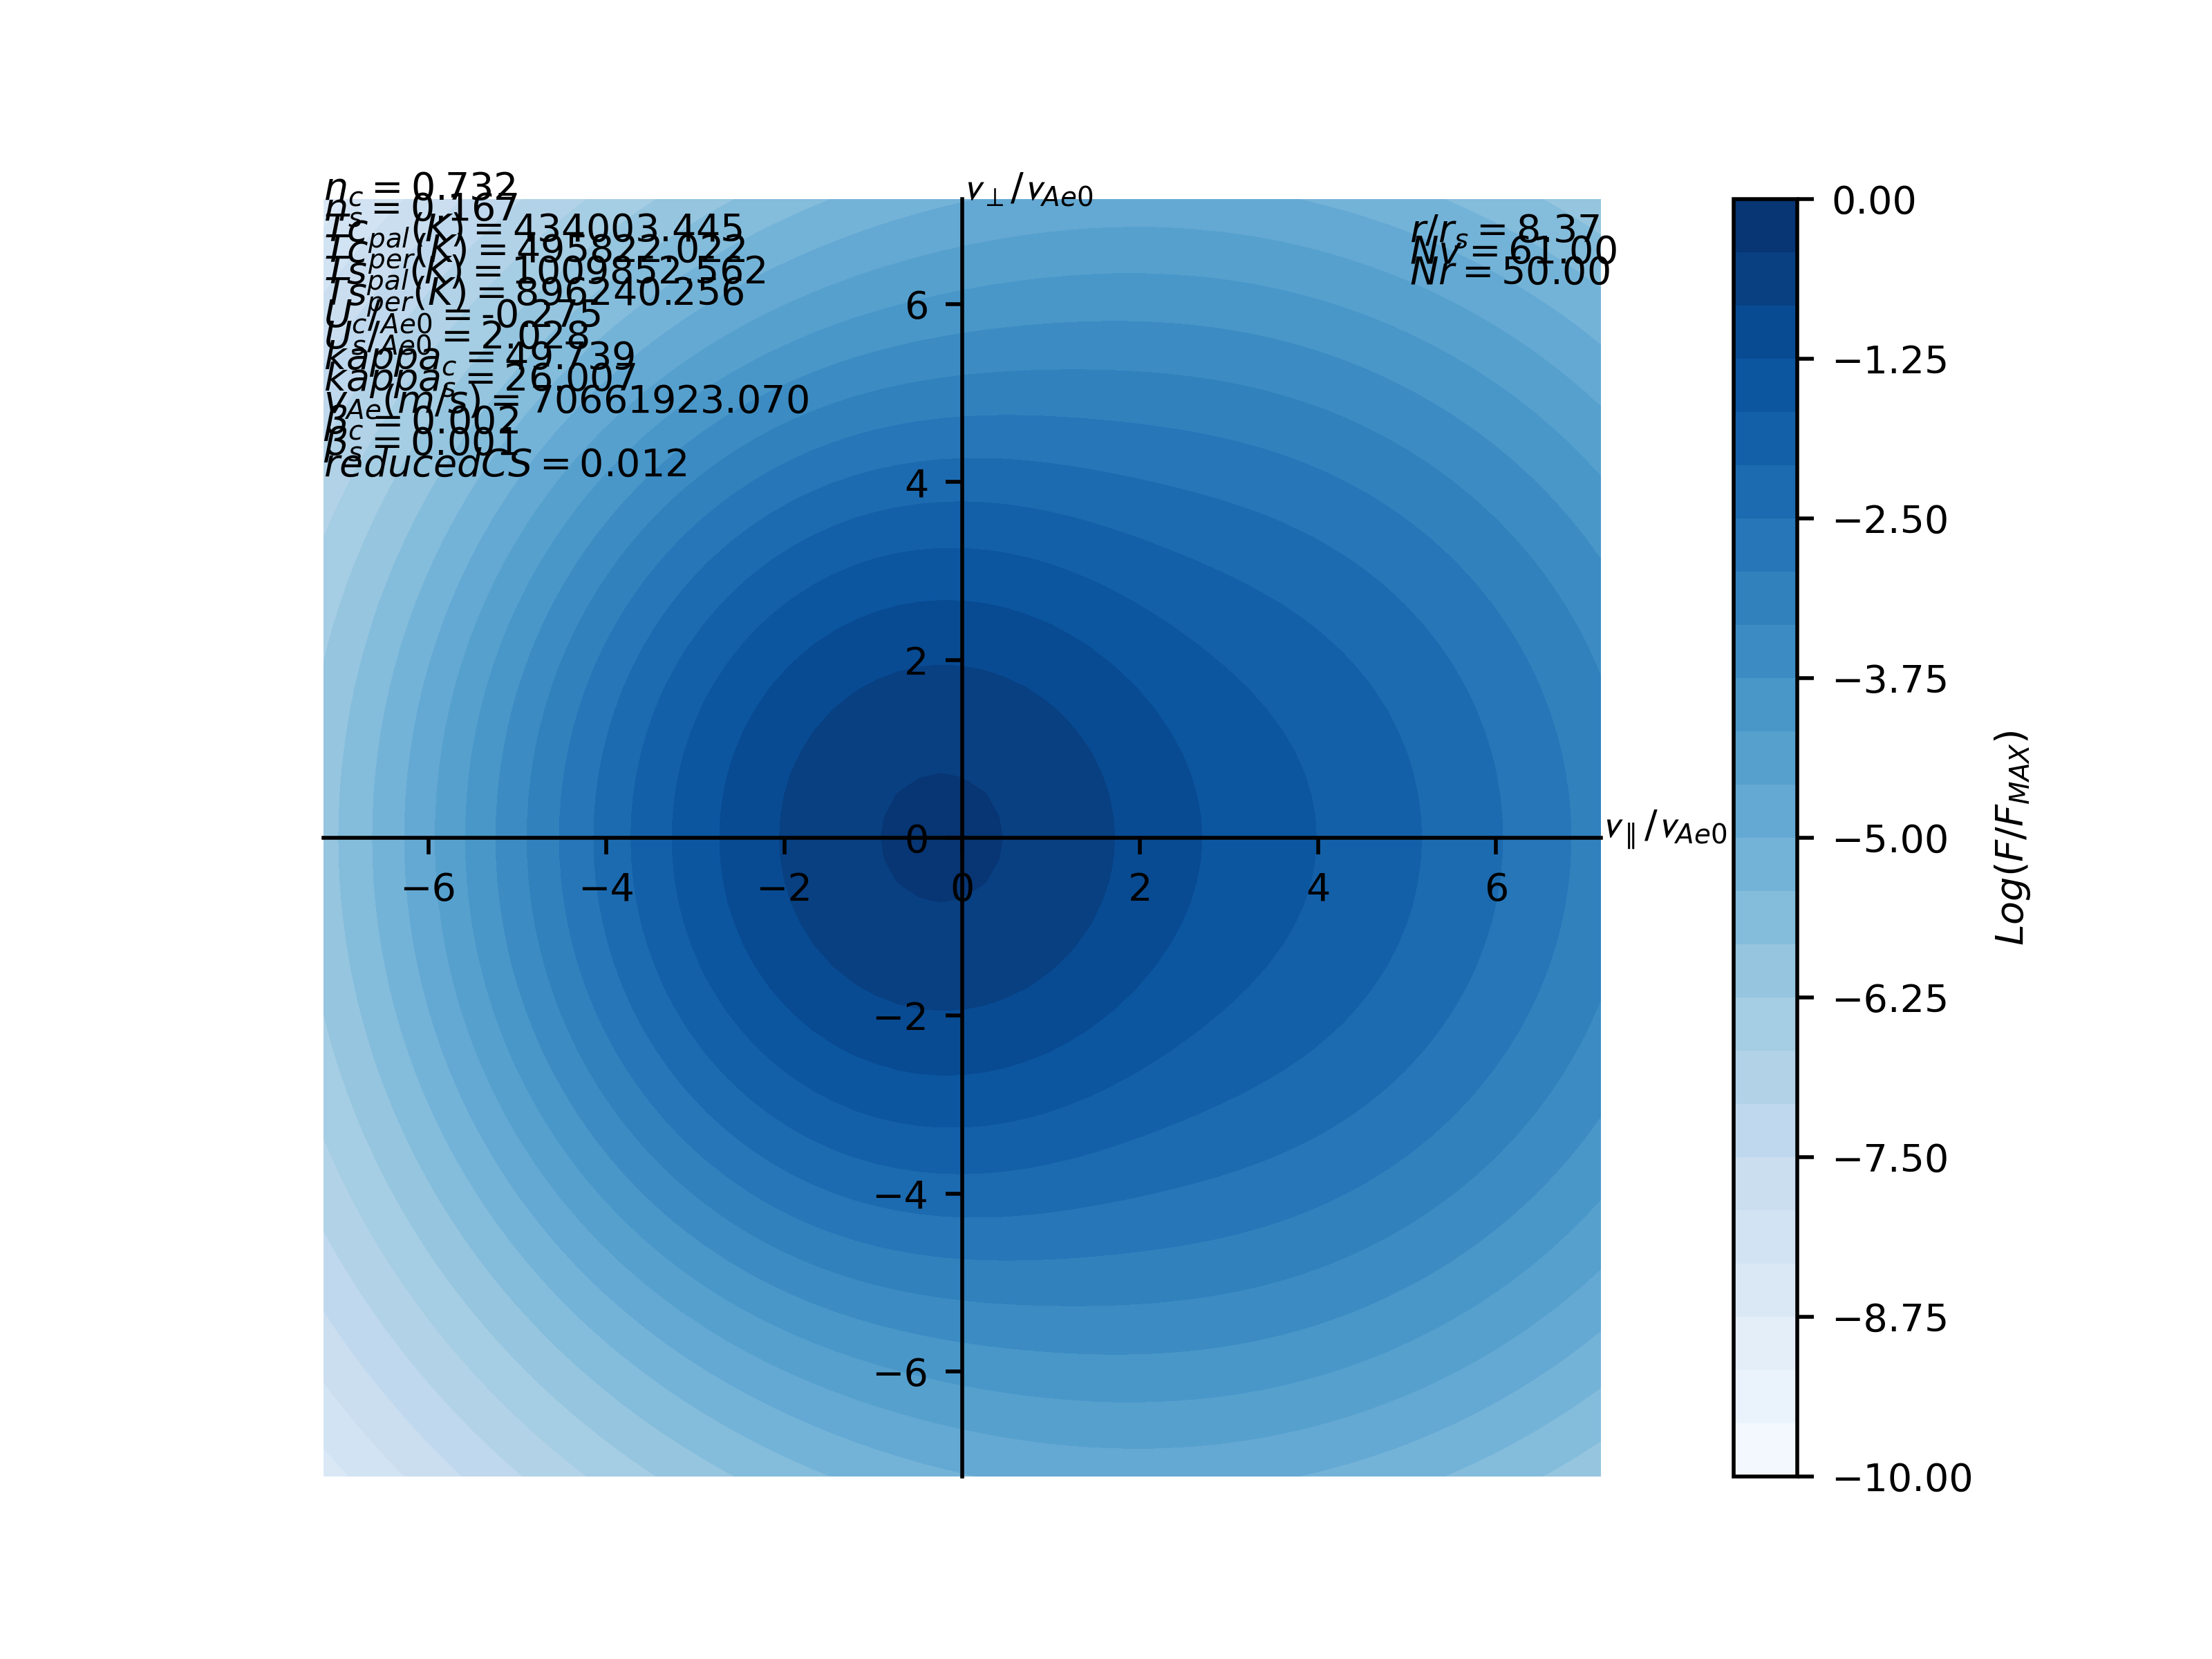 n_c = 0.732
n_s = 0.167
Tc_pal(K) = 434003.445
Tc_per(K) = 495822.022
Ts_pal(K) = 1009852.562
Ts_per(K) = 896240.256
U_c/Ae0 = -0.275
U_s/Ae0 = 2.028
kappa_c = 49.739
kappa_s = 26.007
v_Ae(m/s) = 70661923.070
β_c = 0.002
β_s = 0.001
reducedCS = 0.012
v_⊥/v_Ae0
r/r_s = 8.37
Nv = 61.00
Nr = 50.00
6
4
2
0
−2
−4
−6
−6 −4 −2 0 2 4 6
v_∥/v_Ae0
0.00
−1.25
−2.50
−3.75
−5.00
−6.25
−7.50
−8.75
−10.00
Log(F/F_MAX)